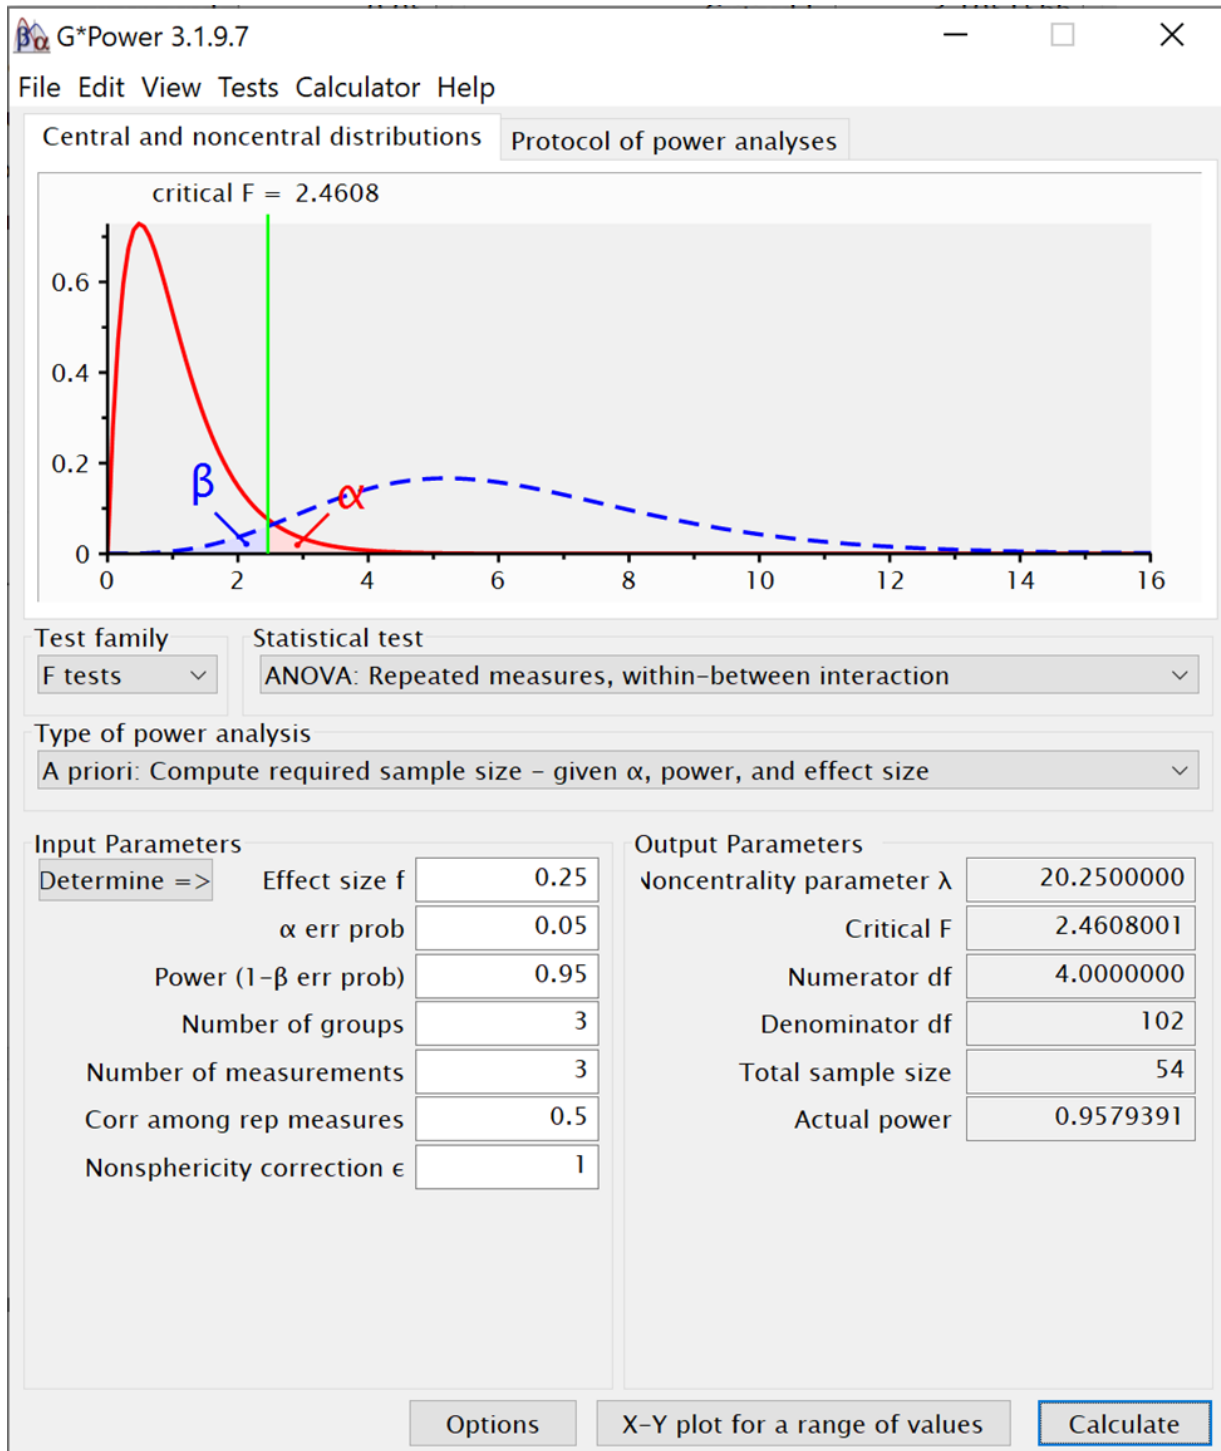 G*Power 3.1.9.7
File Edit View Tests Calculator Help
Central and noncentral distributions
Protocol of power analyses
critical F = 2.4608
0.6
0.4
0.2
0
β
α
0 2 4 6 8 10 12 14 16
Test family
Statistical test
F tests
ANOVA: Repeated measures, within-between interaction
Type of power analysis
A priori: Compute required sample size - given α, power, and effect size
Input Parameters
Determine =>
Effect size f 0.25
α err prob 0.05
Power (1-β err prob) 0.95
Number of groups 3
Number of measurements 3
Corr among rep measures 0.5
Nonsphericity correction ϵ 1
Output Parameters
Noncentrality parameter λ 20.2500000
Critical F 2.4608001
Numerator df 4.0000000
Denominator df 102
Total sample size 54
Actual power 0.9579391
Options
X-Y plot for a range of values
Calculate